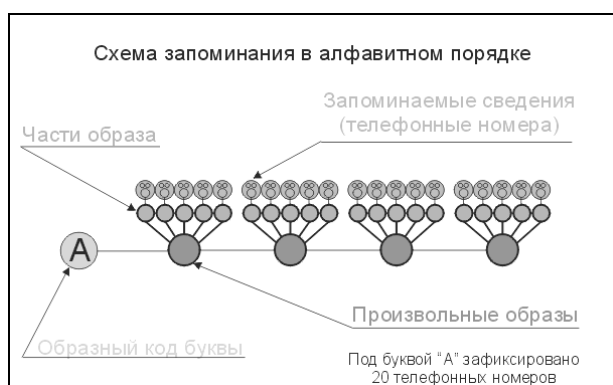 Схема запоминания в алфавитном порядке
Запоминаемые сведения
(телефонные номера)
Части образа
А
Произвольные образы
Образный код буквы
Под буквой "А" зафиксировано
20 телефонных номеров